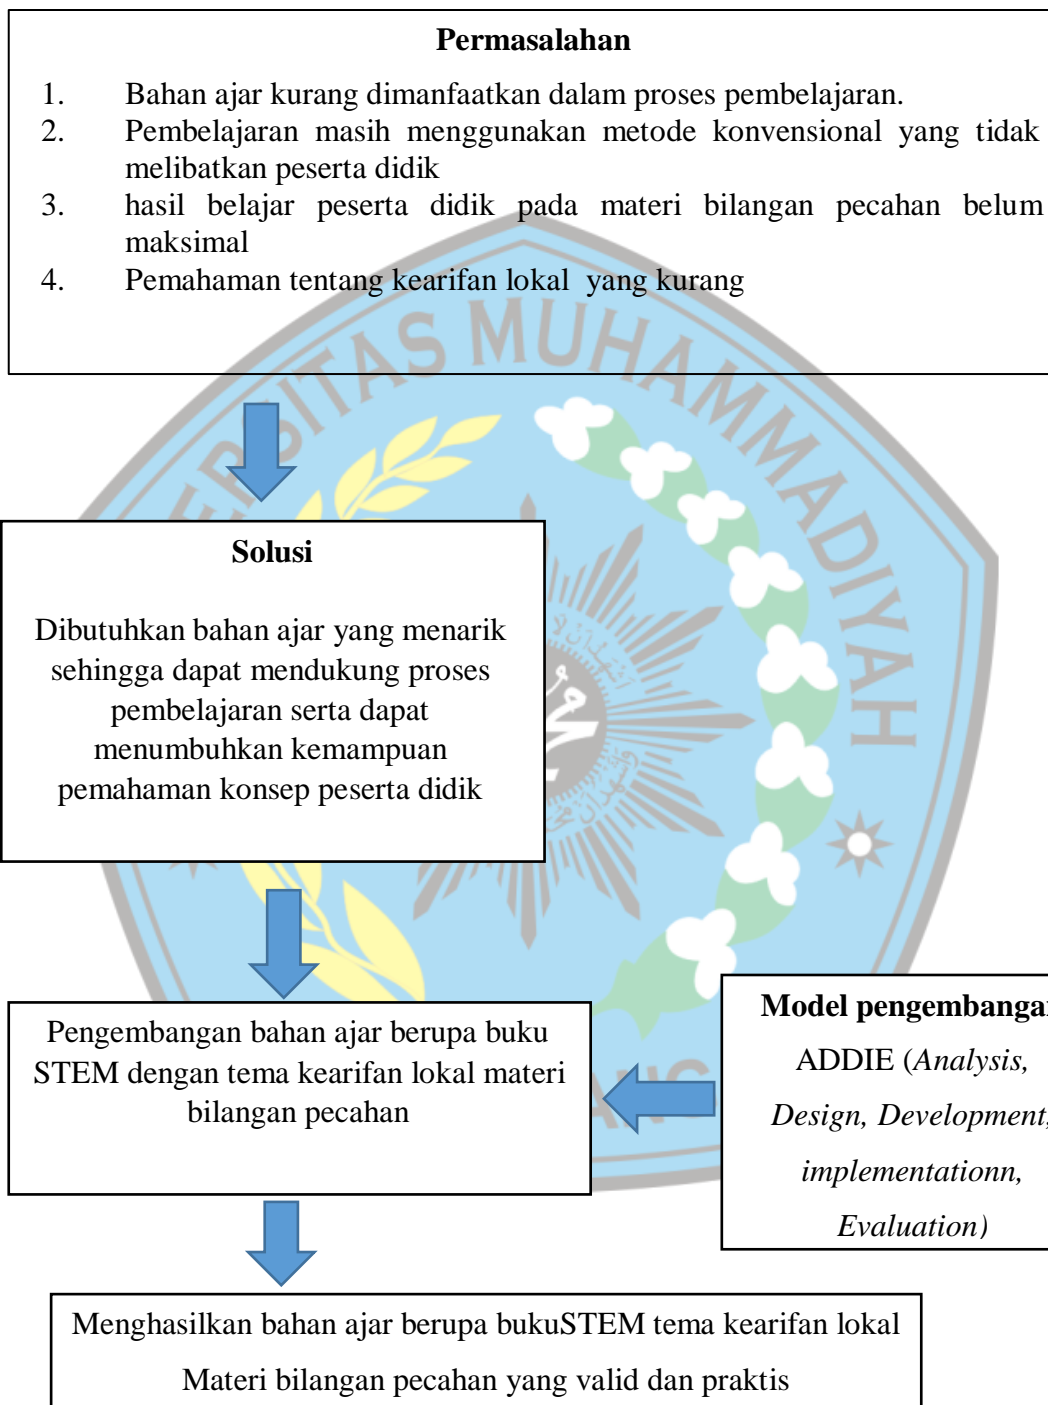 Permasalahan
1. Bahan ajar kurang dimanfaatkan dalam proses pembelajaran.
2. Pembelajaran masih menggunakan metode konvensional yang tidak
melibatkan peserta didik
3. hasil belajar peserta didik pada materi bilangan pecahan belum
maksimal
4. Pemahaman tentang kearifan lokal yang kurang
Solusi
Dibutuhkan bahan ajar yang menarik
sehingga dapat mendukung proses
pembelajaran serta dapat
menumbuhkan kemampuan
pemahaman konsep peserta didik
Pengembangan bahan ajar berupa buku
STEM dengan tema kearifan lokal materi
bilangan pecahan
Model pengembangan
ADDIE (Analysis,
Design, Development,
implementationn,
Evaluation)
Menghasilkan bahan ajar berupa bukuSTEM tema kearifan lokal
Materi bilangan pecahan yang valid dan praktis
ERSITAS MUHAMMADIYAH
ANG